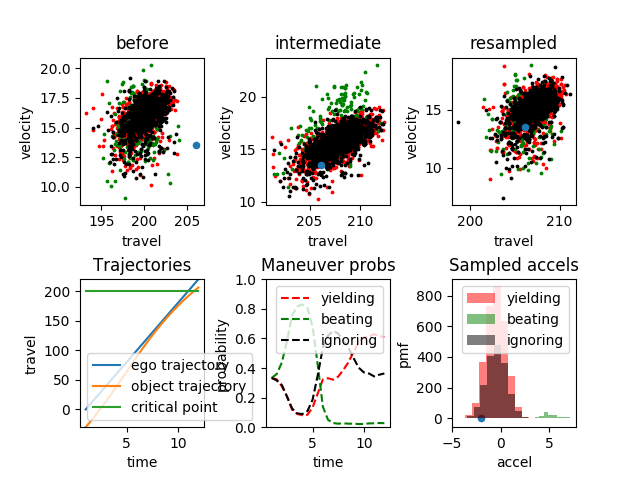 before
intermediate
resampled
20.0
17.5
15.0
12.5
10.0
velocity
195
200
205
travel
20
15
10
velocity
205
210
travel
15
10
velocity
200
210
travel
Trajectories
Maneuver probs
Sampled accels
200
150
100
50
0
travel
ego trajectory
object trajectory
critical point
5
10
time
1.0
0.8
0.6
0.4
0.2
0.0
probability
yielding
beating
ignoring
5
10
time
800
600
400
200
0
pmf
yielding
beating
ignoring
−5
0
5
accel